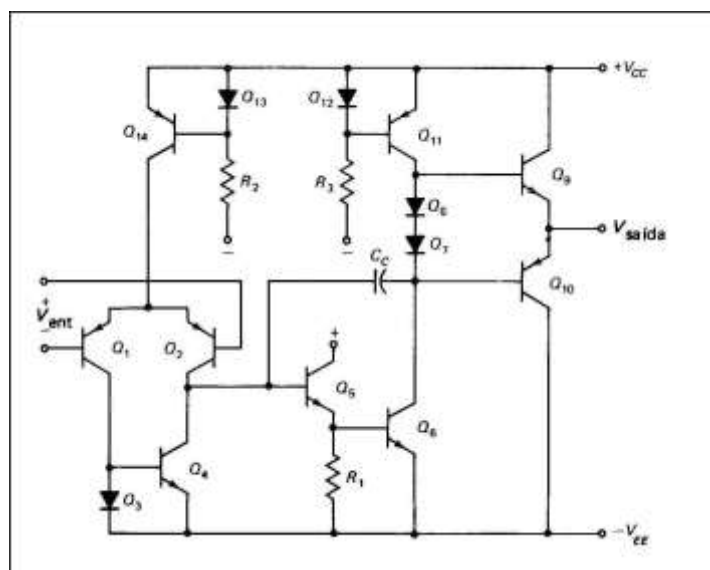 +V_CC
Q13
Q12
Q14
Q11
R2
R3
Q9
Q8
Q7
V_saída
–
–
C_C
Q10
+
V_ent
–
Q1
Q2
+
Q5
Q6
Q4
Q3
R1
–V_EE